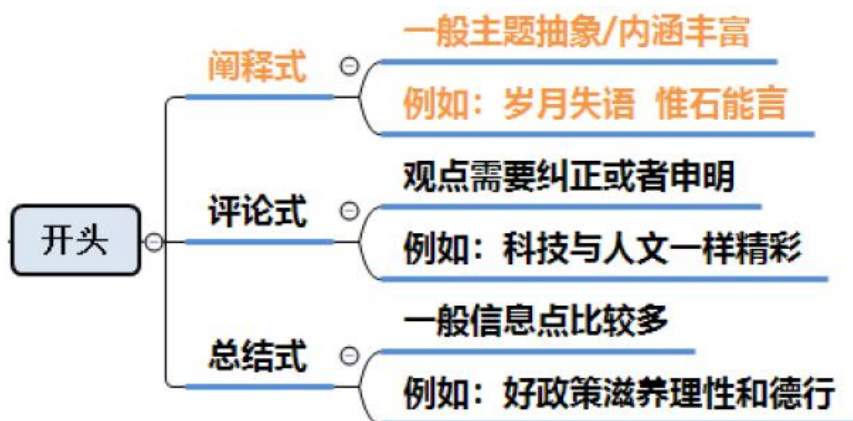 开头
阐释式
一般主题抽象/内涵丰富
例如：岁月失语 惟石能言
评论式
观点需要纠正或者申明
例如：科技与人文一样精彩
总结式
一般信息点比较多
例如：好政策滋养理性和德行